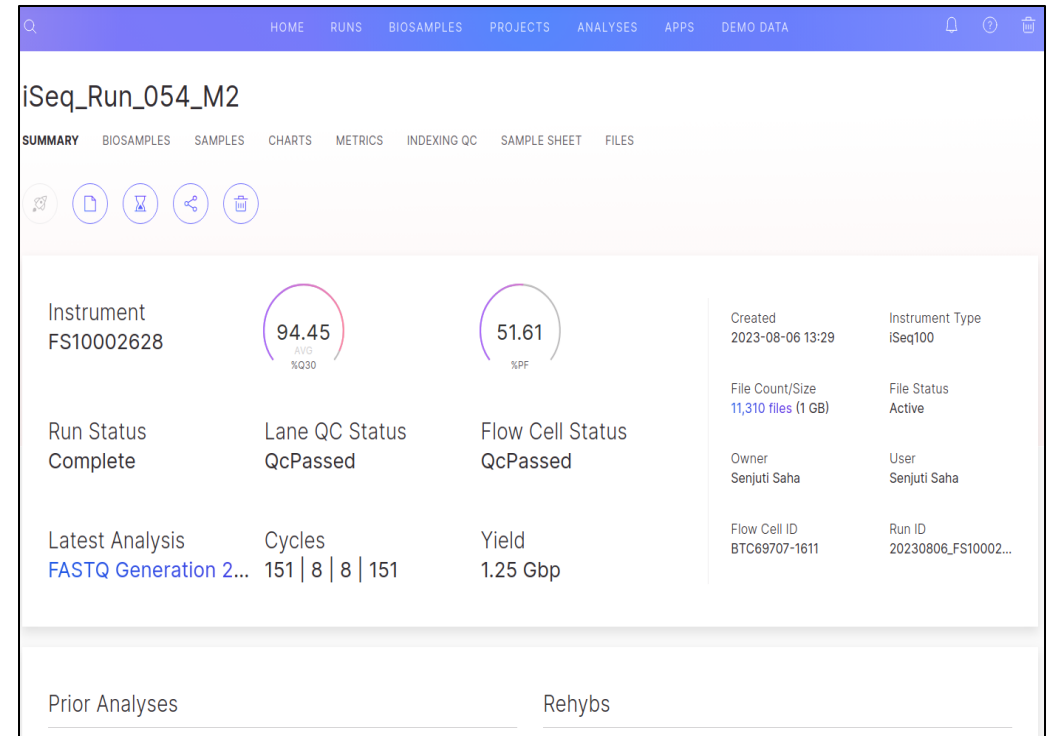 HOME RUNS BIOSAMPLES PROJECTS ANALYSES APPS DEMO DATA
iSeq_Run_054_M2
SUMMARY BIOSAMPLES SAMPLES CHARTS METRICS INDEXING QC SAMPLE SHEET FILES
Instrument
FS10002628
94.45
AVG
%Q30
51.61
%PF
Run Status
Complete
Lane QC Status
QcPassed
Flow Cell Status
QcPassed
Latest Analysis
FASTQ Generation 2...
Cycles
151 | 8 | 8 | 151
Yield
1.25 Gbp
Created
2023-08-06 13:29
Instrument Type
iSeq100
File Count/Size
11,310 files (1 GB)
File Status
Active
Owner
Senjuti Saha
User
Senjuti Saha
Flow Cell ID
BTC69707-1611
Run ID
20230806_FS10002...
Prior Analyses
Rehybs